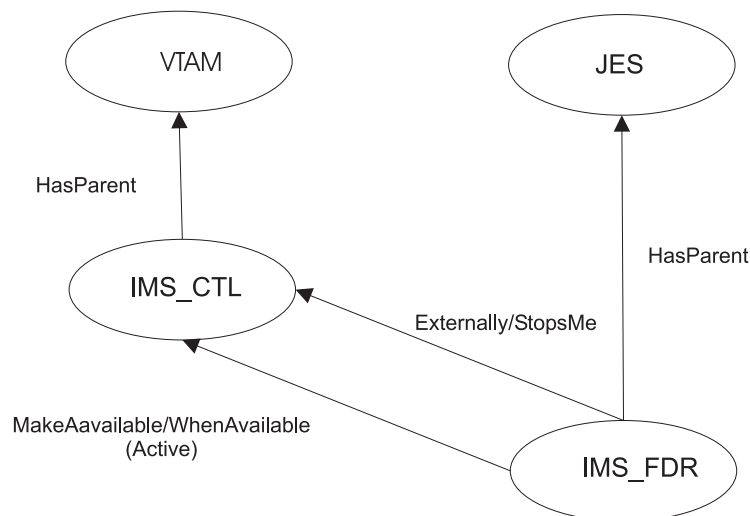 VTAM
JES
HasParent
HasParent
IMS_CTL
Externally/StopsMe
MakeAavailable/WhenAvailable
(Active)
IMS_FDR